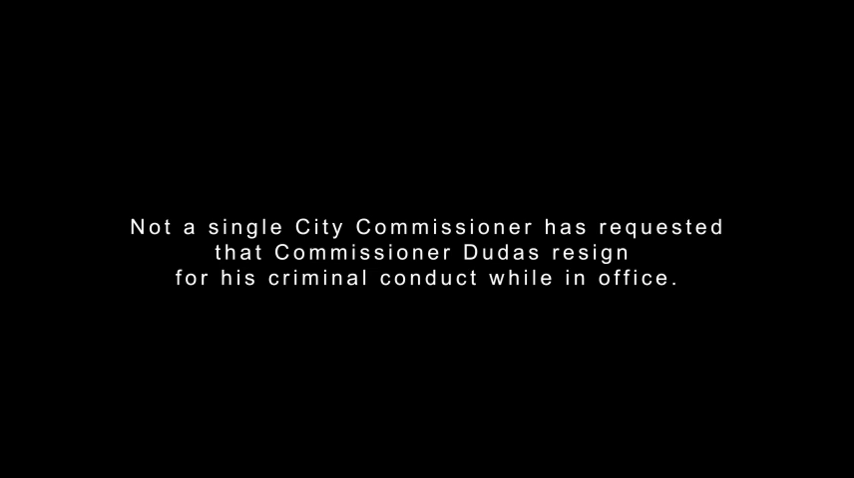 Not a single City Commissioner has requested
that Commissioner Dudas resign
for his criminal conduct while in office.